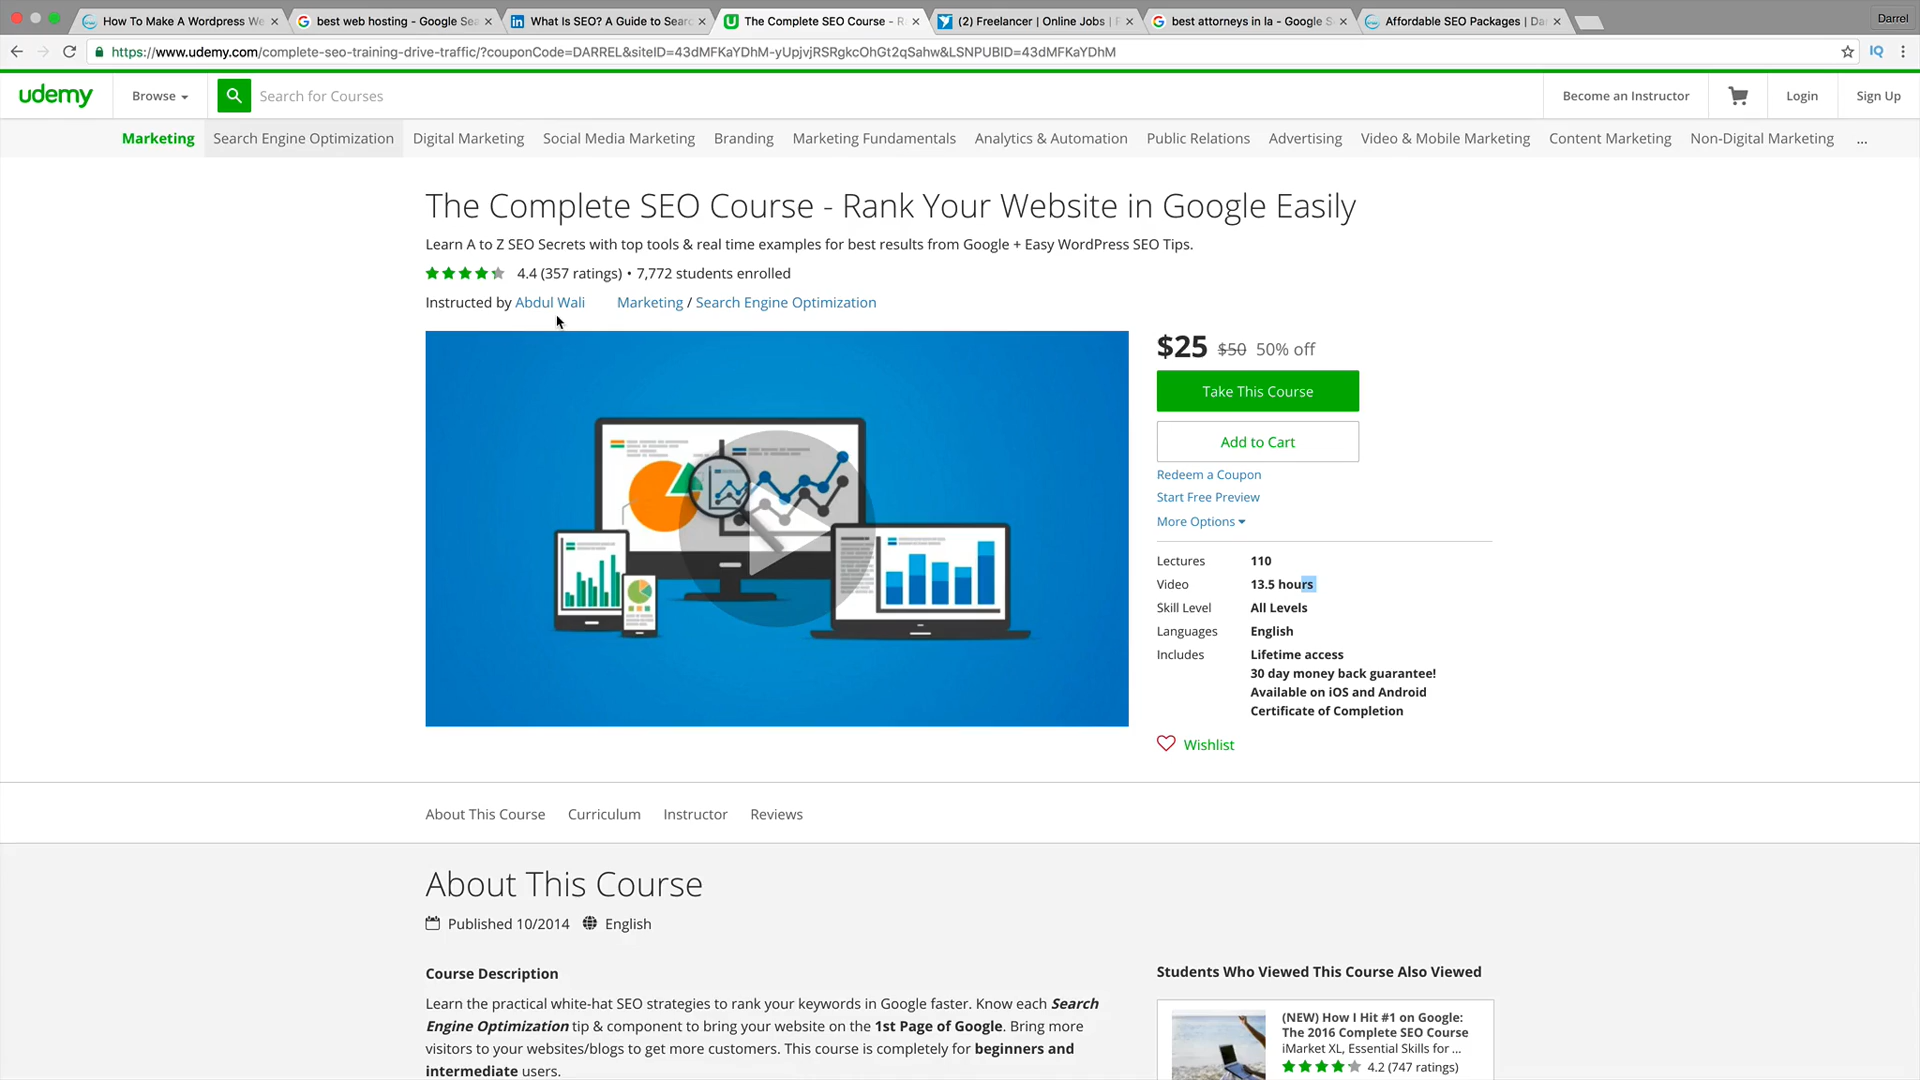 How To Make A Wordpress We
best web hosting - Google Sea
What Is SEO? A Guide to Searc
The Complete SEO Course - R
(2) Freelancer | Online Jobs | F
best attorneys in la - Google S
Affordable SEO Packages | Da
Darrel
https://www.udemy.com/complete-seo-training-drive-traffic/?couponCode=DARREL&siteID=43dMFKaYDhM-yUpjvjRSRgkcOhGt2qSahw&LSNPUBID=43dMFKaYDhM
IQ
udemy
Browse
Search for Courses
Become an Instructor
Login
Sign Up
Marketing
Search Engine Optimization
Digital Marketing
Social Media Marketing
Branding
Marketing Fundamentals
Analytics & Automation
Public Relations
Advertising
Video & Mobile Marketing
Content Marketing
Non-Digital Marketing
...
The Complete SEO Course - Rank Your Website in Google Easily
Learn A to Z SEO Secrets with top tools & real time examples for best results from Google + Easy WordPress SEO Tips.
4.4 (357 ratings) • 7,772 students enrolled
Instructed by Abdul Wali Marketing / Search Engine Optimization
$25 $50 50% off
Take This Course
Add to Cart
Redeem a Coupon
Start Free Preview
More Options
Lectures 110
Video 13.5 hours
Skill Level All Levels
Languages English
Includes Lifetime access
30 day money back guarantee!
Available on iOS and Android
Certificate of Completion
Wishlist
About This Course
Curriculum
Instructor
Reviews
About This Course
Published 10/2014 English
Course Description
Learn the practical white-hat SEO strategies to rank your keywords in Google faster. Know each Search
Engine Optimization tip & component to bring your website on the 1st Page of Google. Bring more
visitors to your websites/blogs to get more customers. This course is completely for beginners and
intermediate users.
Students Who Viewed This Course Also Viewed
(NEW) How I Hit #1 on Google:
The 2016 Complete SEO Course
iMarket XL, Essential Skills for ...
4.2 (747 ratings)